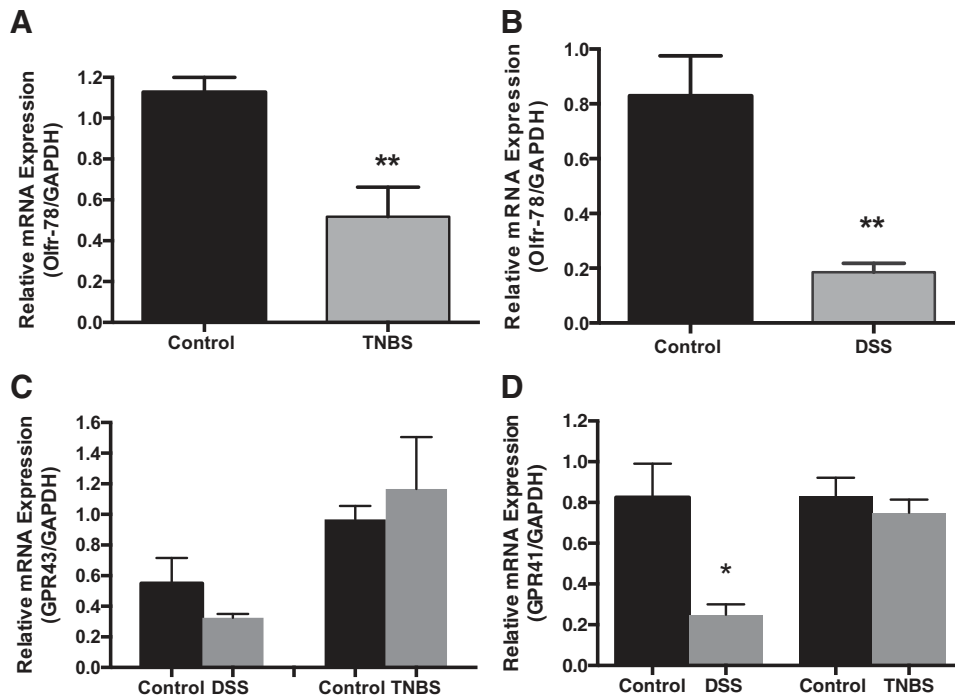 A
Relative mRNA Expression
(Olfr-78/GAPDH)
1.2
1.0
0.8
0.6
0.4
0.2
0.0
**
Control TNBS
B
Relative mRNA Expression
(Olfr-78/GAPDH)
1.0
0.8
0.6
0.4
0.2
0.0
**
Control DSS
C
Relative mRNA Expression
(GPR43/GAPDH)
1.6
1.4
1.2
1.0
0.8
0.6
0.4
0.2
0.0
Control DSS Control TNBS
D
Relative mRNA Expression
(GPR41/GAPDH)
1.2
1.0
0.8
0.6
0.4
0.2
0.0
*
Control DSS Control TNBS